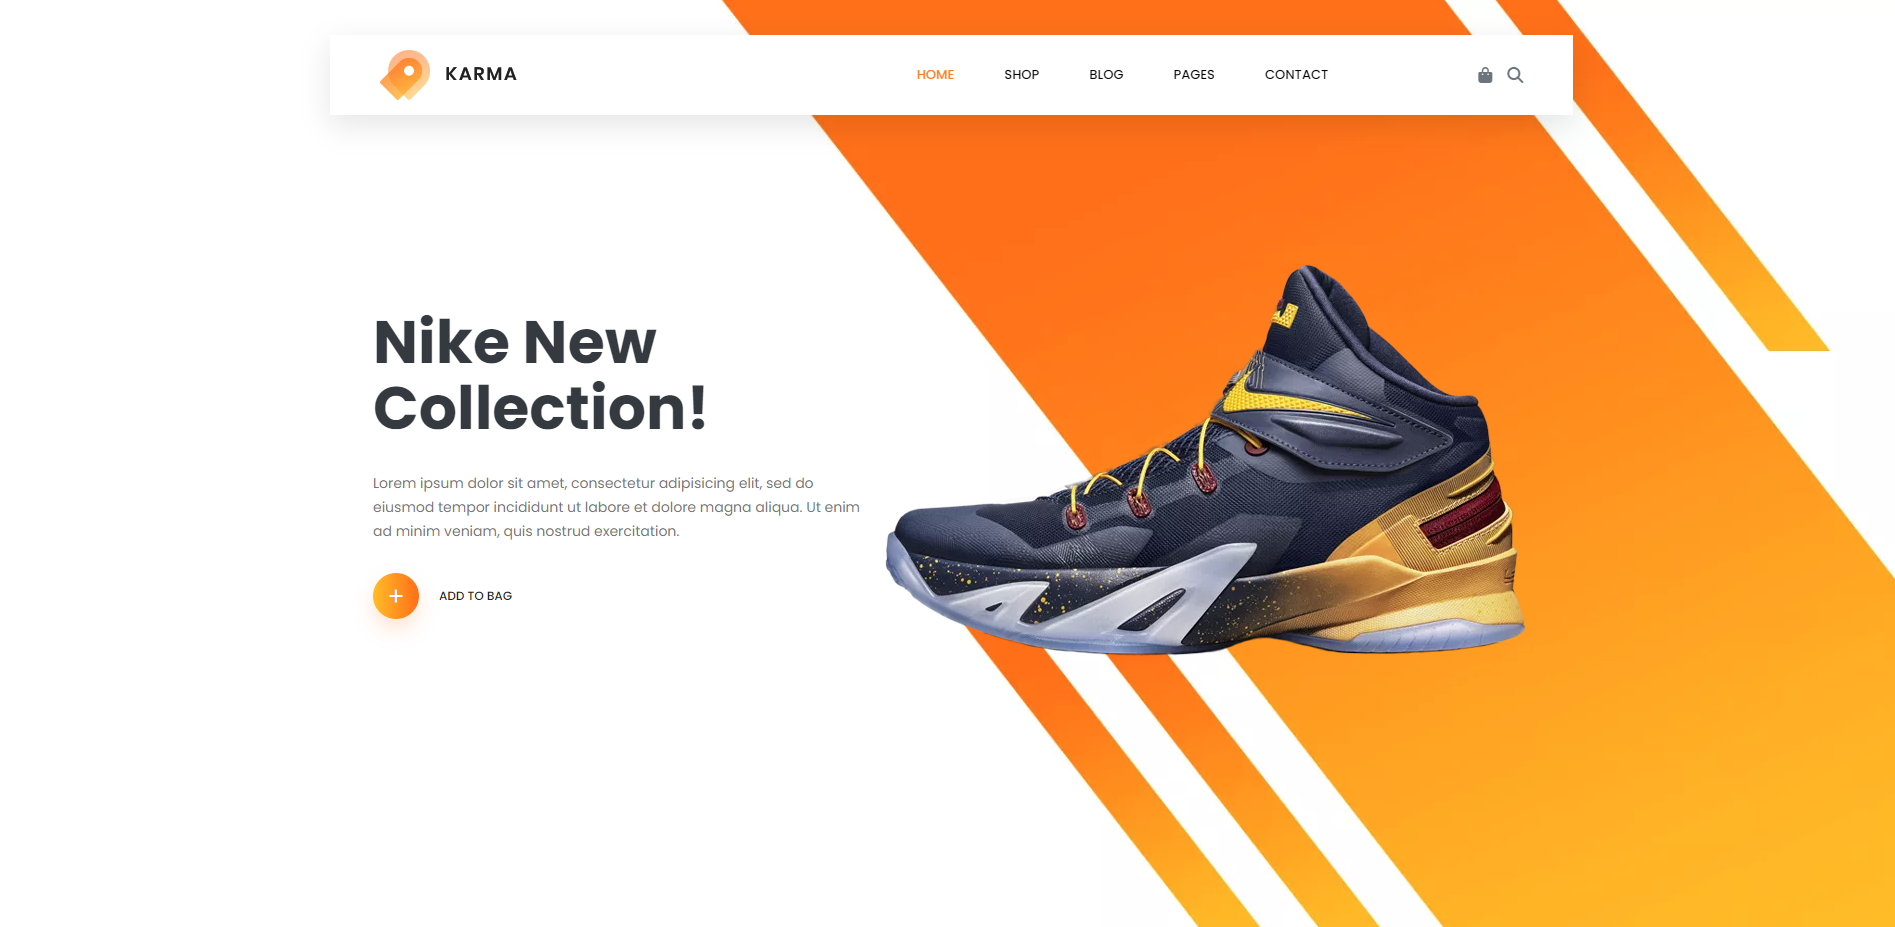 KARMA
HOME
SHOP
BLOG
PAGES
CONTACT
Nike New
Collection!
Lorem ipsum dolor sit amet, consectetur adipisicing elit, sed do
eiusmod tempor incididunt ut labore et dolore magna aliqua. Ut enim
ad minim veniam, quis nostrud exercitation.
ADD TO BAG